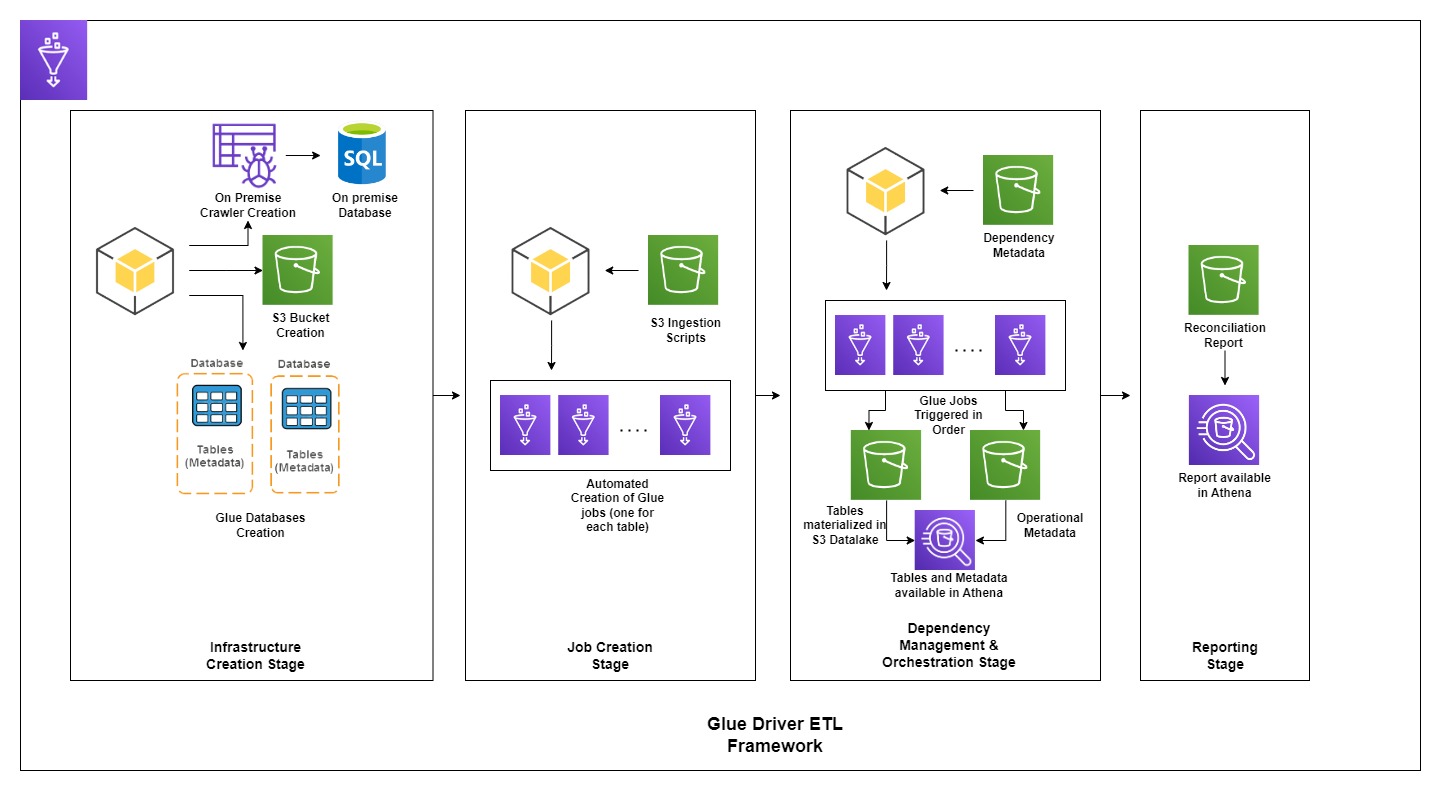 SQL
On Premise
Crawler Creation
On premise
Database
S3 Bucket
Creation
Database
Database
Tables
(Metadata)
Tables
(Metadata)
Glue Databases
Creation
Infrastructure
Creation Stage
S3 Ingestion
Scripts
....
Automated
Creation of Glue
jobs (one for
each table)
Job Creation
Stage
Dependency
Metadata
....
Glue Jobs
Triggered in
Order
Tables
materialized in
S3 Datalake
Operational
Metadata
Tables and Metadata
available in Athena
Dependency
Management &
Orchestration Stage
Reconciliation
Report
Report available
in Athena
Reporting
Stage
Glue Driver ETL
Framework